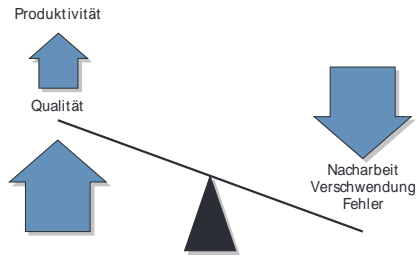 Produktivität
Qualität
Nacharbeit
Verschwendung
Fehler